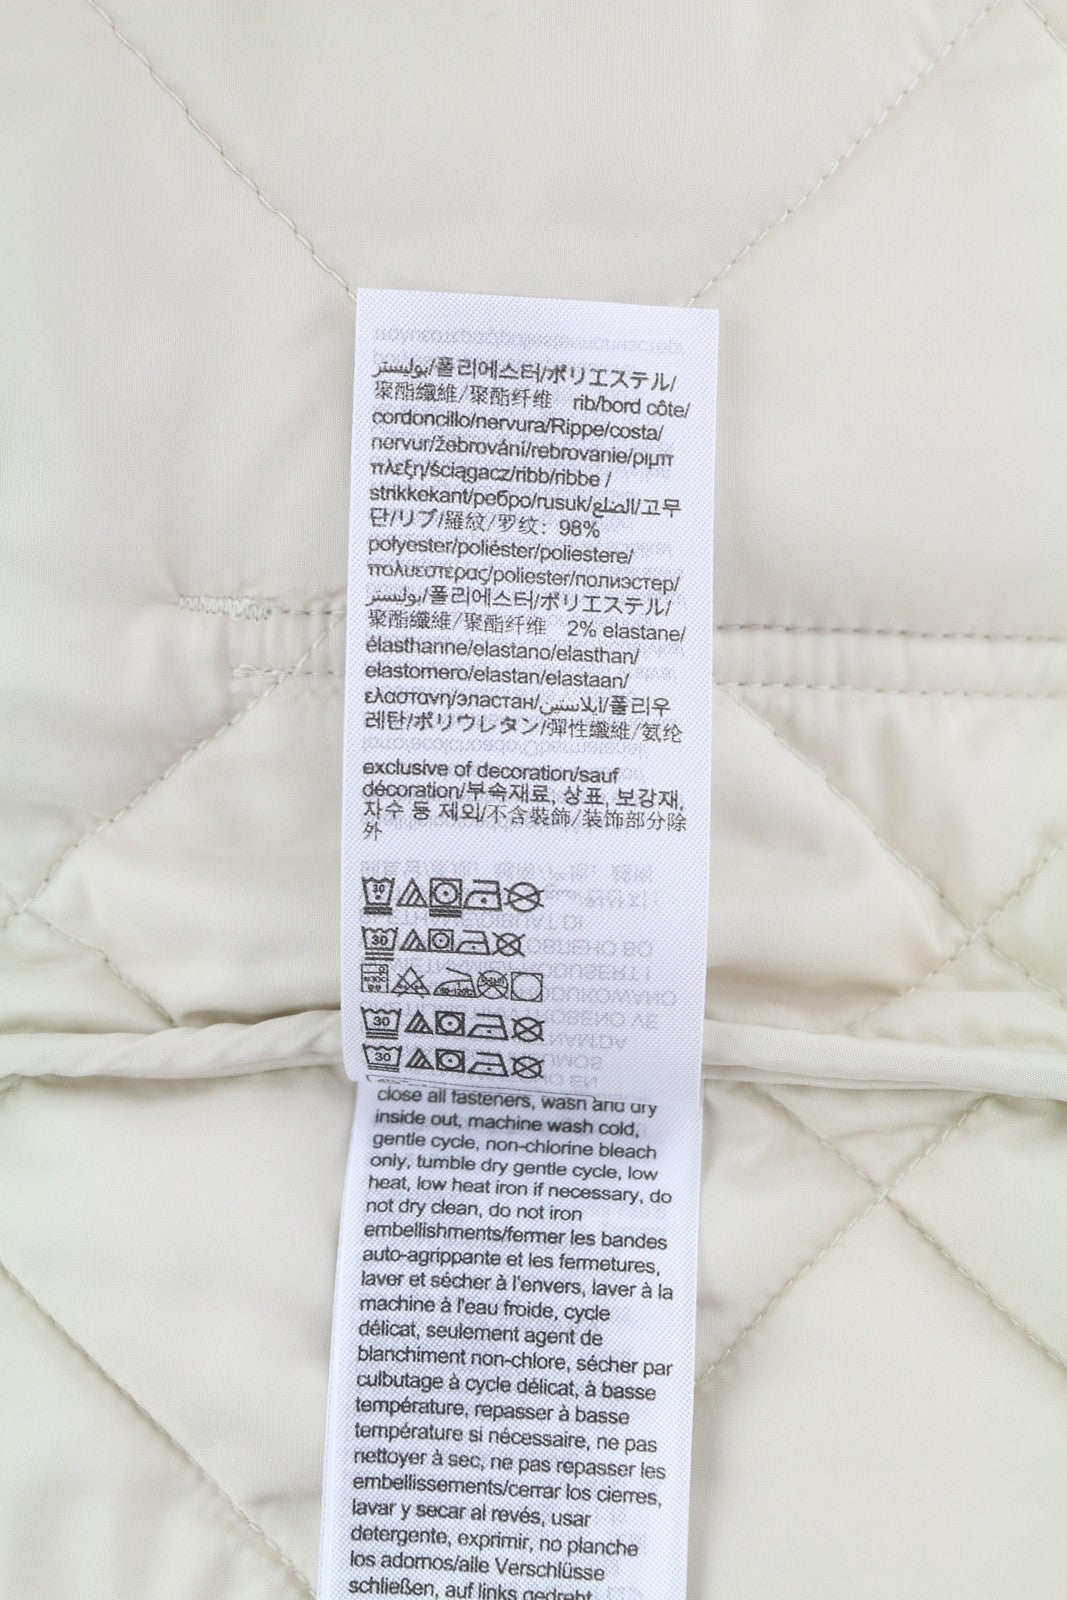 بوليستر/폴리에스터/ポリエステル/
聚酯纖維/聚酯纤维 rib/bord côte/
cordoncillo/nervura/Rippe/costa/
nervur/žebrování/rebrovanie/ριμπ
πλεξη/ściągacz/ribb/ribbe /
strikkekant/ребро/rusuk/الضلع/고무
단/リブ/羅紋/罗纹: 98%
polyester/poliéster/poliestere/
πολυεστερας/poliester/полиэстер/
بوليستر/폴리에스터/ポリエステル/
聚酯纖維/聚酯纤维 2% elastane/
élasthanne/elastano/elasthan/
elastomero/elastan/elastaan/
ελαστανη/эластан/ايلاستين/폴리우
레탄/ポリウレタン/彈性纖維/氨纶
exclusive of decoration/sauf
décoration/부속재료, 상표, 보강재,
자수 등 제외/不含裝飾/装饰部分除
外
30
30
30
30
close all fasteners, wash and dry
inside out, machine wash cold,
gentle cycle, non-chlorine bleach
only, tumble dry gentle cycle, low
heat, low heat iron if necessary, do
not dry clean, do not iron
embellishments/fermer les bandes
auto-agrippante et les fermetures,
laver et sécher à l'envers, laver à la
machine à l'eau froide, cycle
délicat, seulement agent de
blanchiment non-chlore, sécher par
culbutage à cycle délicat, à basse
température, repasser à basse
température si nécessaire, ne pas
nettoyer à sec, ne pas repasser les
embellissements/cerrar los cierres,
lavar y secar al revés, usar
detergente, exprimir, no planche
los adornos/alle Verschlüsse
schließen, auf links gedreht